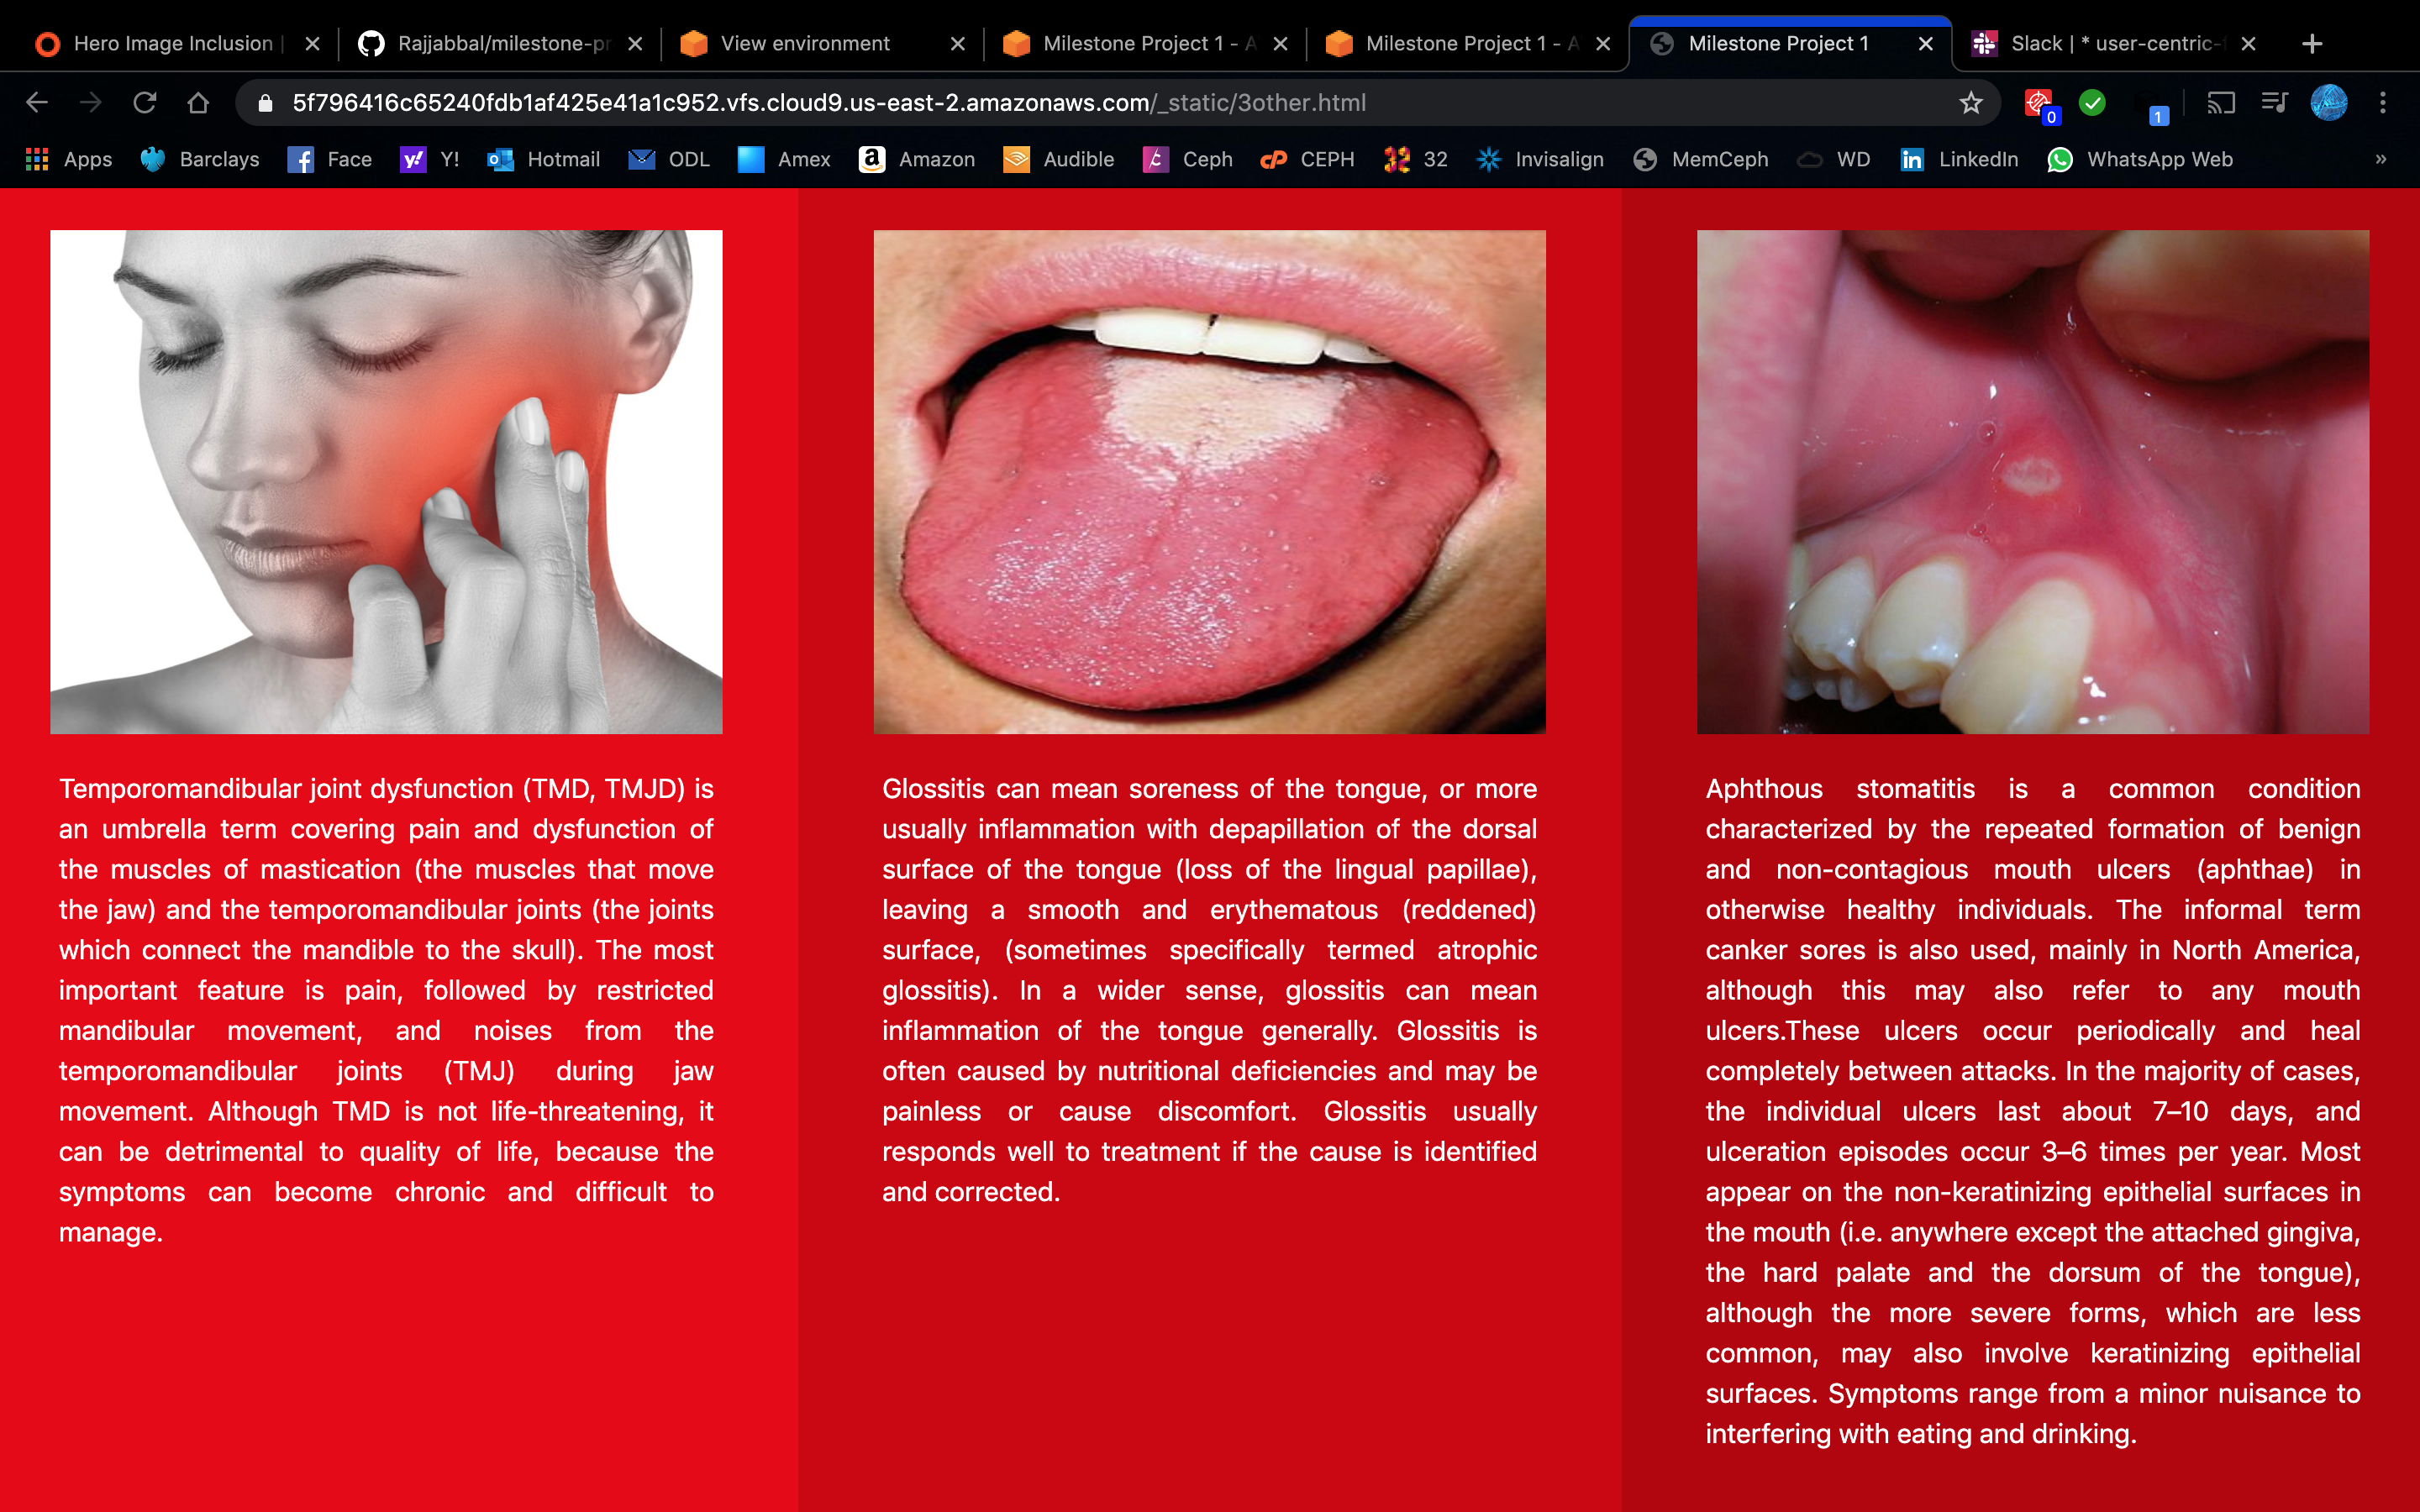 Hero Image Inclusion |
Rajjabbal/milestone-pr
View environment
Milestone Project 1 - A
Milestone Project 1 - A
Milestone Project 1
Slack | * user-centric-
5f796416c65240fdb1af425e41a1c952.vfs.cloud9.us-east-2.amazonaws.com/_static/3other.html
0
1
Apps
Barclays
Face
Y!
Hotmail
ODL
Amex
Amazon
Audible
Ceph
CEPH
32
Invisalign
MemCeph
WD
LinkedIn
WhatsApp Web
»
Temporomandibular joint dysfunction (TMD, TMJD) is
an umbrella term covering pain and dysfunction of
the muscles of mastication (the muscles that move
the jaw) and the temporomandibular joints (the joints
which connect the mandible to the skull). The most
important feature is pain, followed by restricted
mandibular movement, and noises from the
temporomandibular joints (TMJ) during jaw
movement. Although TMD is not life-threatening, it
can be detrimental to quality of life, because the
symptoms can become chronic and difficult to
manage.
Glossitis can mean soreness of the tongue, or more
usually inflammation with depapillation of the dorsal
surface of the tongue (loss of the lingual papillae),
leaving a smooth and erythematous (reddened)
surface, (sometimes specifically termed atrophic
glossitis). In a wider sense, glossitis can mean
inflammation of the tongue generally. Glossitis is
often caused by nutritional deficiencies and may be
painless or cause discomfort. Glossitis usually
responds well to treatment if the cause is identified
and corrected.
Aphthous stomatitis is a common condition
characterized by the repeated formation of benign
and non-contagious mouth ulcers (aphthae) in
otherwise healthy individuals. The informal term
canker sores is also used, mainly in North America,
although this may also refer to any mouth
ulcers.These ulcers occur periodically and heal
completely between attacks. In the majority of cases,
the individual ulcers last about 7–10 days, and
ulceration episodes occur 3–6 times per year. Most
appear on the non-keratinizing epithelial surfaces in
the mouth (i.e. anywhere except the attached gingiva,
the hard palate and the dorsum of the tongue),
although the more severe forms, which are less
common, may also involve keratinizing epithelial
surfaces. Symptoms range from a minor nuisance to
interfering with eating and drinking.